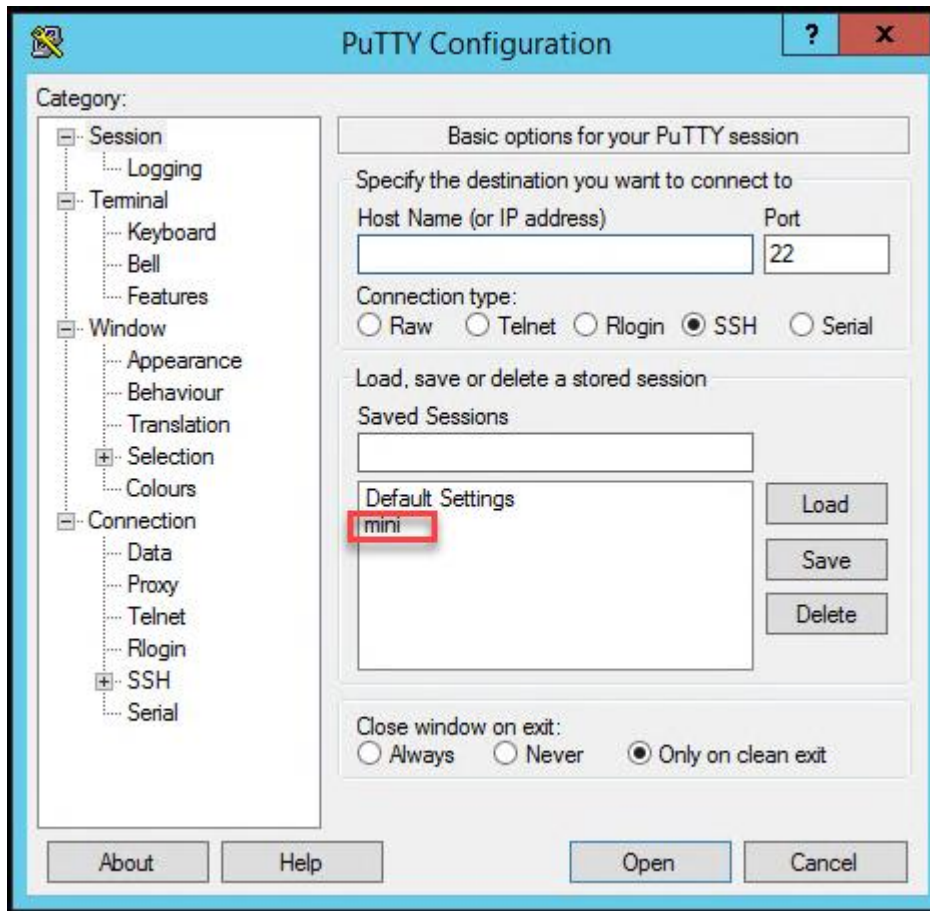 PuTTY Configuration
?
x
Category:
Session
Logging
Terminal
Keyboard
Bell
Features
Window
Appearance
Behaviour
Translation
Selection
Colours
Connection
Data
Proxy
Telnet
Rlogin
SSH
Serial
Basic options for your PuTTY session
Specify the destination you want to connect to
Host Name (or IP address) Port
22
Connection type:
Raw Telnet Rlogin SSH Serial
Load, save or delete a stored session
Saved Sessions
Default Settings
mini
Load
Save
Delete
Close window on exit:
Always Never Only on clean exit
About Help Open Cancel